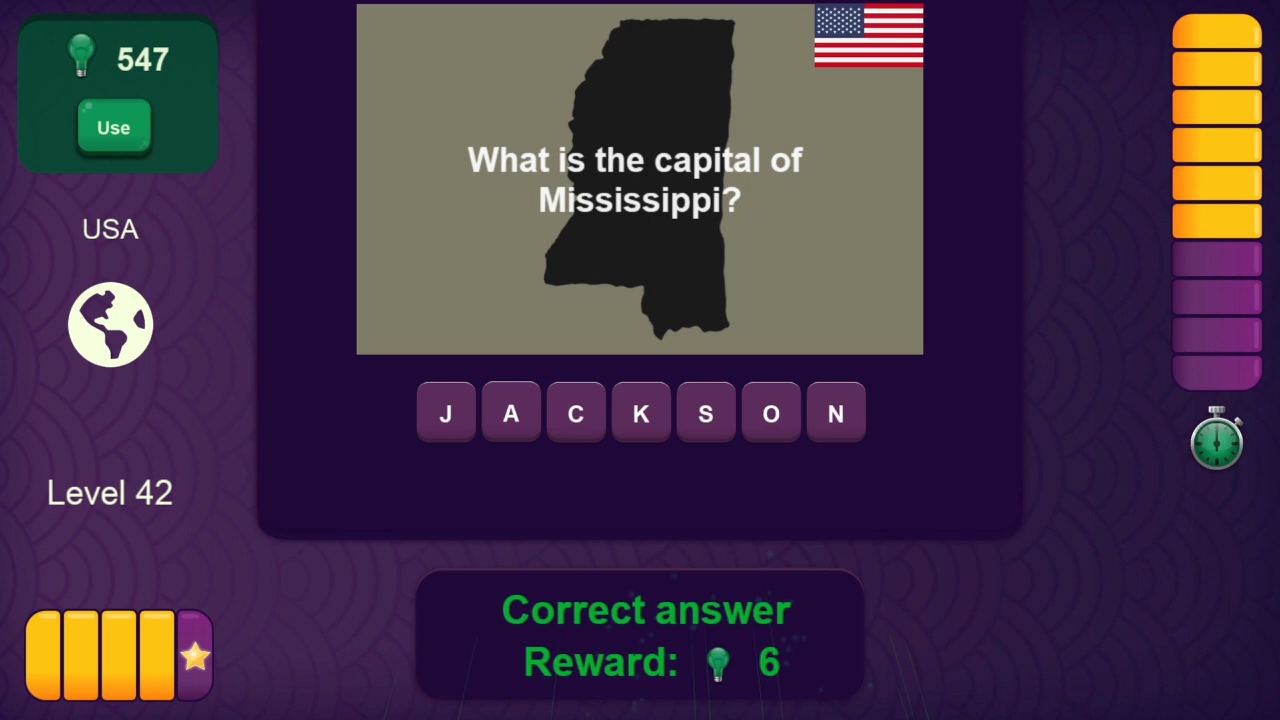 547
Use
USA
Level 42
What is the capital of
Mississippi?
J A C K S O N
Correct answer
Reward: 6